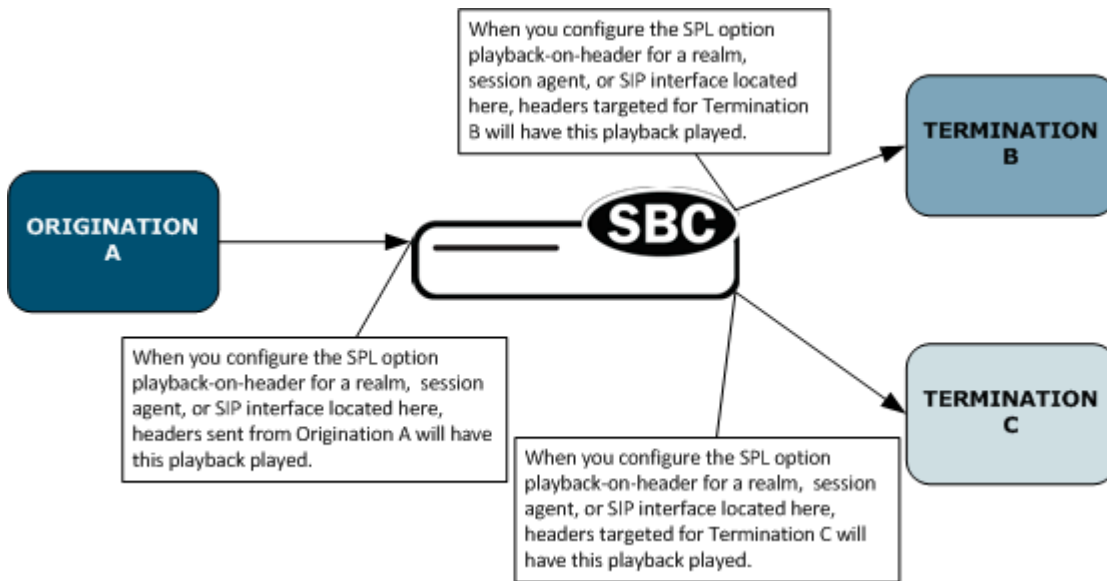 When you configure the SPL option
playback-on-header for a realm,
session agent, or SIP interface located
here, headers targeted for Termination
B will have this playback played.
TERMINATION
B
ORIGINATION
A
SBC
When you configure the SPL option
playback-on-header for a realm, session
agent, or SIP interface located here,
headers sent from Origination A will have
this playback played.
TERMINATION
C
When you configure the SPL option
playback-on-header for a realm, session
agent, or SIP interface located here,
headers targeted for Termination C will
have this playback played.